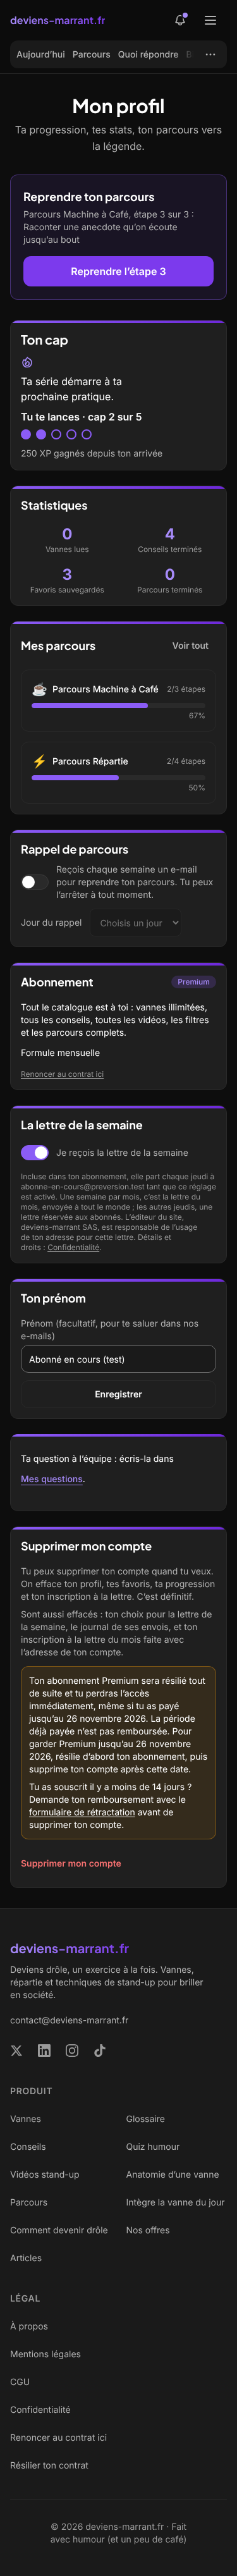 deviens-marrant.fr
Aujourd'hui Parcours Quoi répondre
Mon profil
Ta progression, tes stats, ton parcours vers
la légende.
Reprendre ton parcours
Parcours Machine à Café, étape 3 sur 3 :
Raconter une anecdote qu'on écoute
jusqu'au bout
Reprendre l'étape 3
Ton cap
Ta série démarre à ta
prochaine pratique.
Tu te lances · cap 2 sur 5
250 XP gagnés depuis ton arrivée
Statistiques
0 4
Vannes lues Conseils terminés
3 0
Favoris sauvegardés Parcours terminés
Mes parcours Voir tout
Parcours Machine à Café 2/3 étapes
67%
Parcours Répartie 2/4 étapes
50%
Rappel de parcours
Reçois chaque semaine un e-mail
pour reprendre ton parcours. Tu peux
l'arrêter à tout moment.
Jour du rappel Choisis un jour
Abonnement Premium
Tout le catalogue est à toi : vannes illimitées,
tous les conseils, toutes les vidéos, les filtres
et les parcours complets.
Formule mensuelle
Renoncer au contrat ici
La lettre de la semaine
Je reçois la lettre de la semaine
Incluse dans ton abonnement, elle part chaque jeudi à
abonne-en-cours@preversion.test tant que ce réglage
est activé. Une semaine par mois, c'est la lettre du
mois, envoyée à tout le monde ; les autres jeudis, une
lettre réservée aux abonnés. L'éditeur du site,
deviens-marrant SAS, est responsable de l'usage
de ton adresse pour cette lettre. Détails et
droits : Confidentialité.
Ton prénom
Prénom (facultatif, pour te saluer dans nos
e-mails)
Abonné en cours (test)
Enregistrer
Ta question à l'équipe : écris-la dans
Mes questions.
Supprimer mon compte
Tu peux supprimer ton compte quand tu veux.
On efface ton profil, tes favoris, ta progression
et ton inscription à la lettre. C'est définitif.
Sont aussi effacés : ton choix pour la lettre de
la semaine, le journal de ses envois, et ton
inscription à la lettre du mois faite avec
l'adresse de ton compte.
Ton abonnement Premium sera résilié tout
de suite et tu perdras l'accès
immédiatement, même si tu as payé
jusqu'au 26 novembre 2026. La période
déjà payée n'est pas remboursée. Pour
garder Premium jusqu'au 26 novembre
2026, résilie d'abord ton abonnement, puis
supprime ton compte après cette date.
Tu as souscrit il y a moins de 14 jours ?
Demande ton remboursement avec le
formulaire de rétractation avant de
supprimer ton compte.
Supprimer mon compte
deviens-marrant.fr
Deviens drôle, un exercice à la fois. Vannes,
répartie et techniques de stand-up pour briller
en société.
contact@deviens-marrant.fr
PRODUIT
Vannes Glossaire
Conseils Quiz humour
Vidéos stand-up Anatomie d'une vanne
Parcours Intègre la vanne du jour
Comment devenir drôle Nos offres
Articles
LÉGAL
À propos
Mentions légales
CGU
Confidentialité
Renoncer au contrat ici
Résilier ton contrat
© 2026 deviens-marrant.fr · Fait
avec humour (et un peu de café)